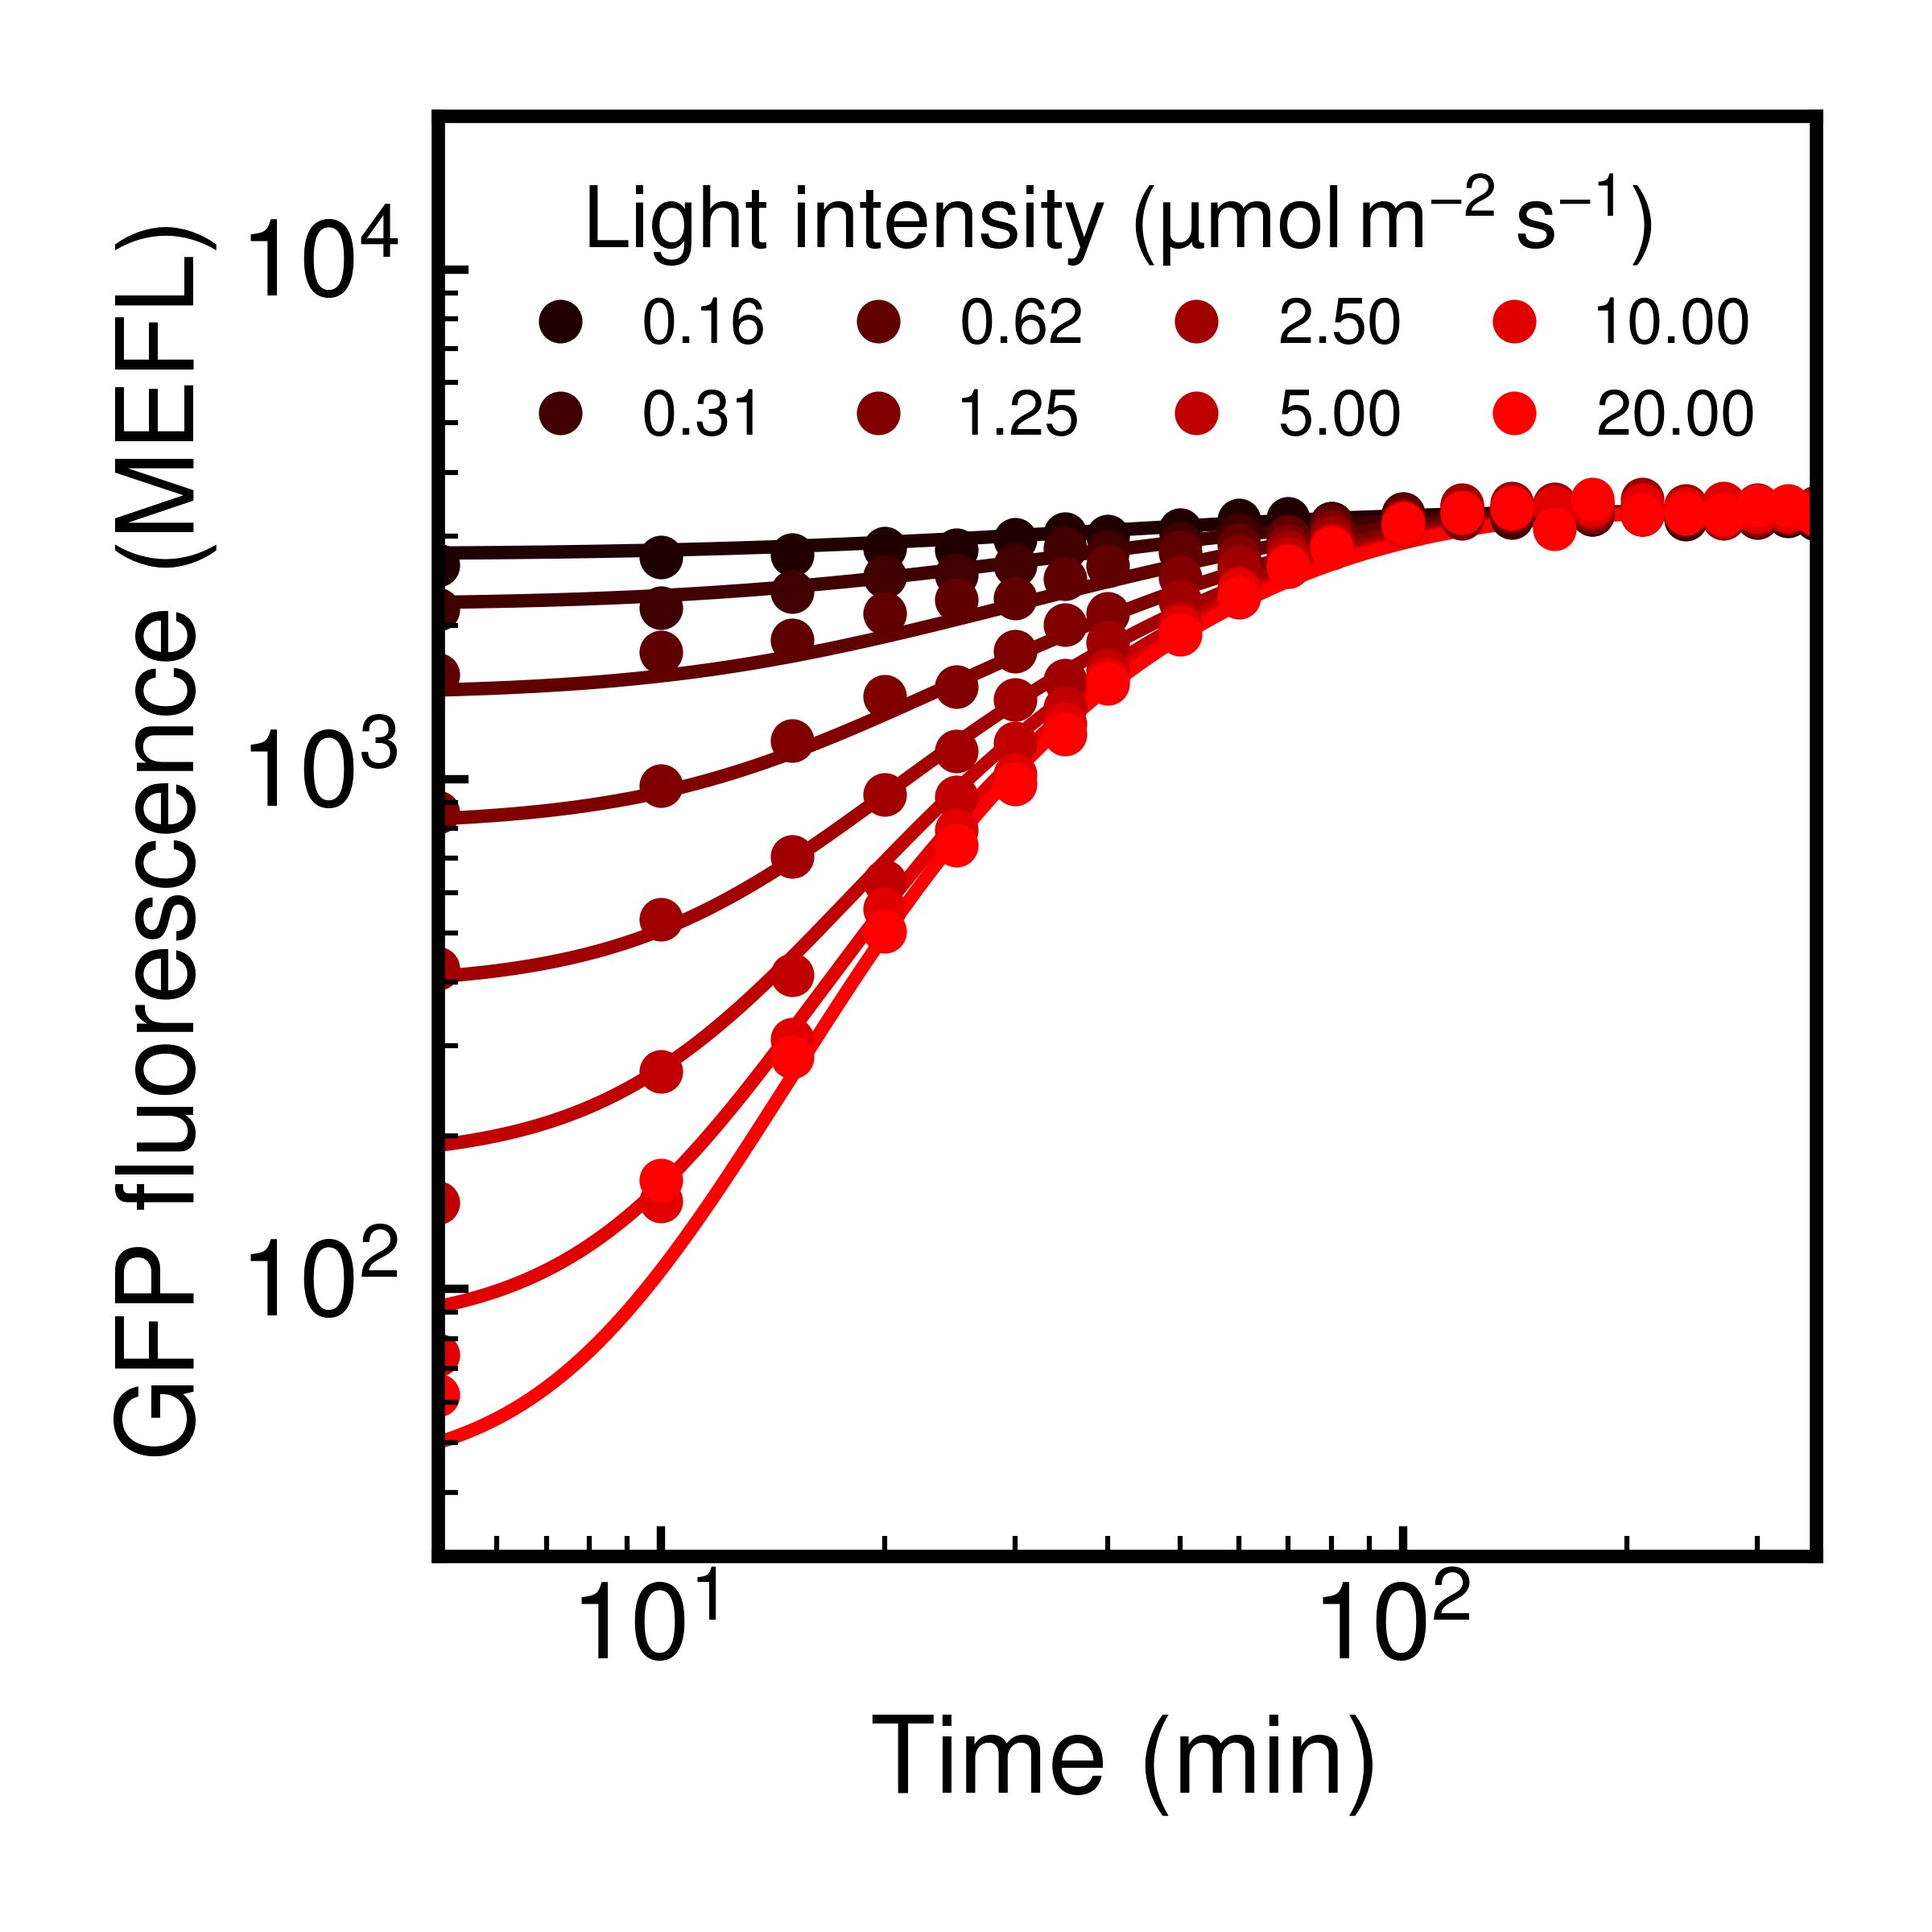 Light intensity (µmol m⁻² s⁻¹)
0.16 0.62 2.50 10.00
0.31 1.25 5.00 20.00
GFP fluorescence (MEFL)
10⁴
10³
10²
10¹ 10²
Time (min)